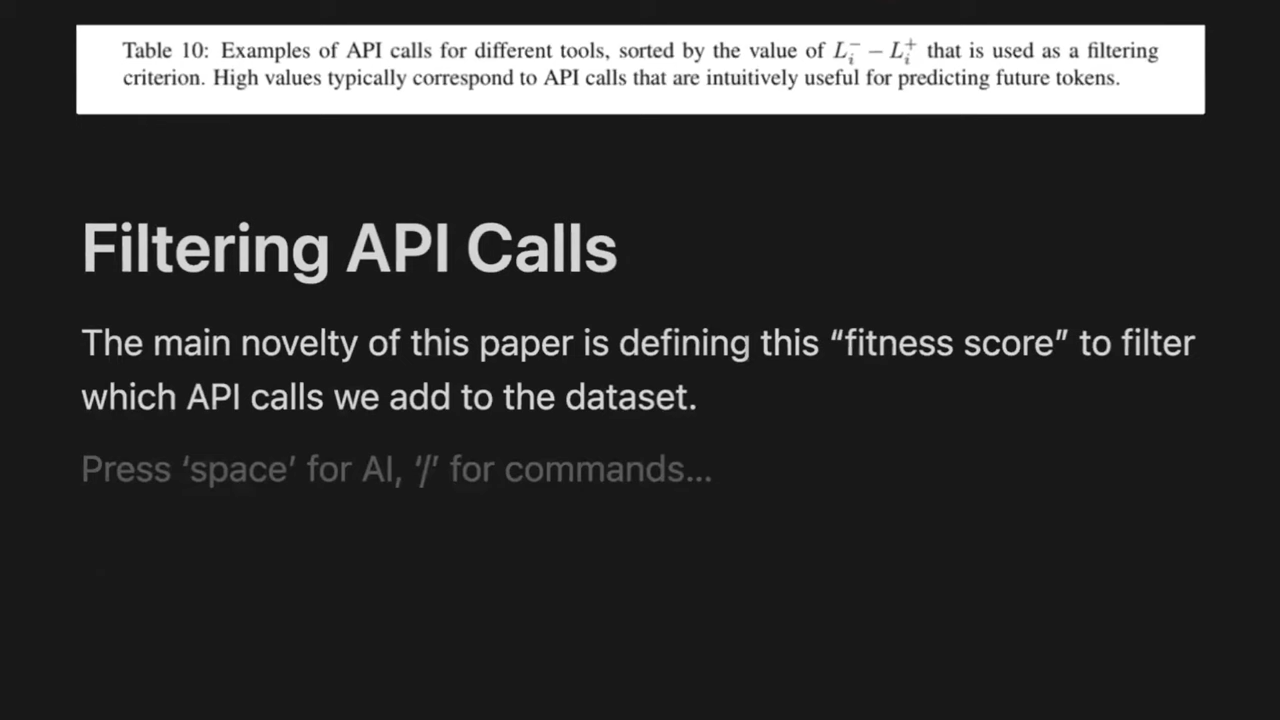 Table 10: Examples of API calls for different tools, sorted by the value of L_i^- − L_i^+ that is used as a filtering
criterion. High values typically correspond to API calls that are intuitively useful for predicting future tokens.
Filtering API Calls
The main novelty of this paper is defining this “fitness score” to filter
which API calls we add to the dataset.
Press ‘space’ for AI, ‘/’ for commands...